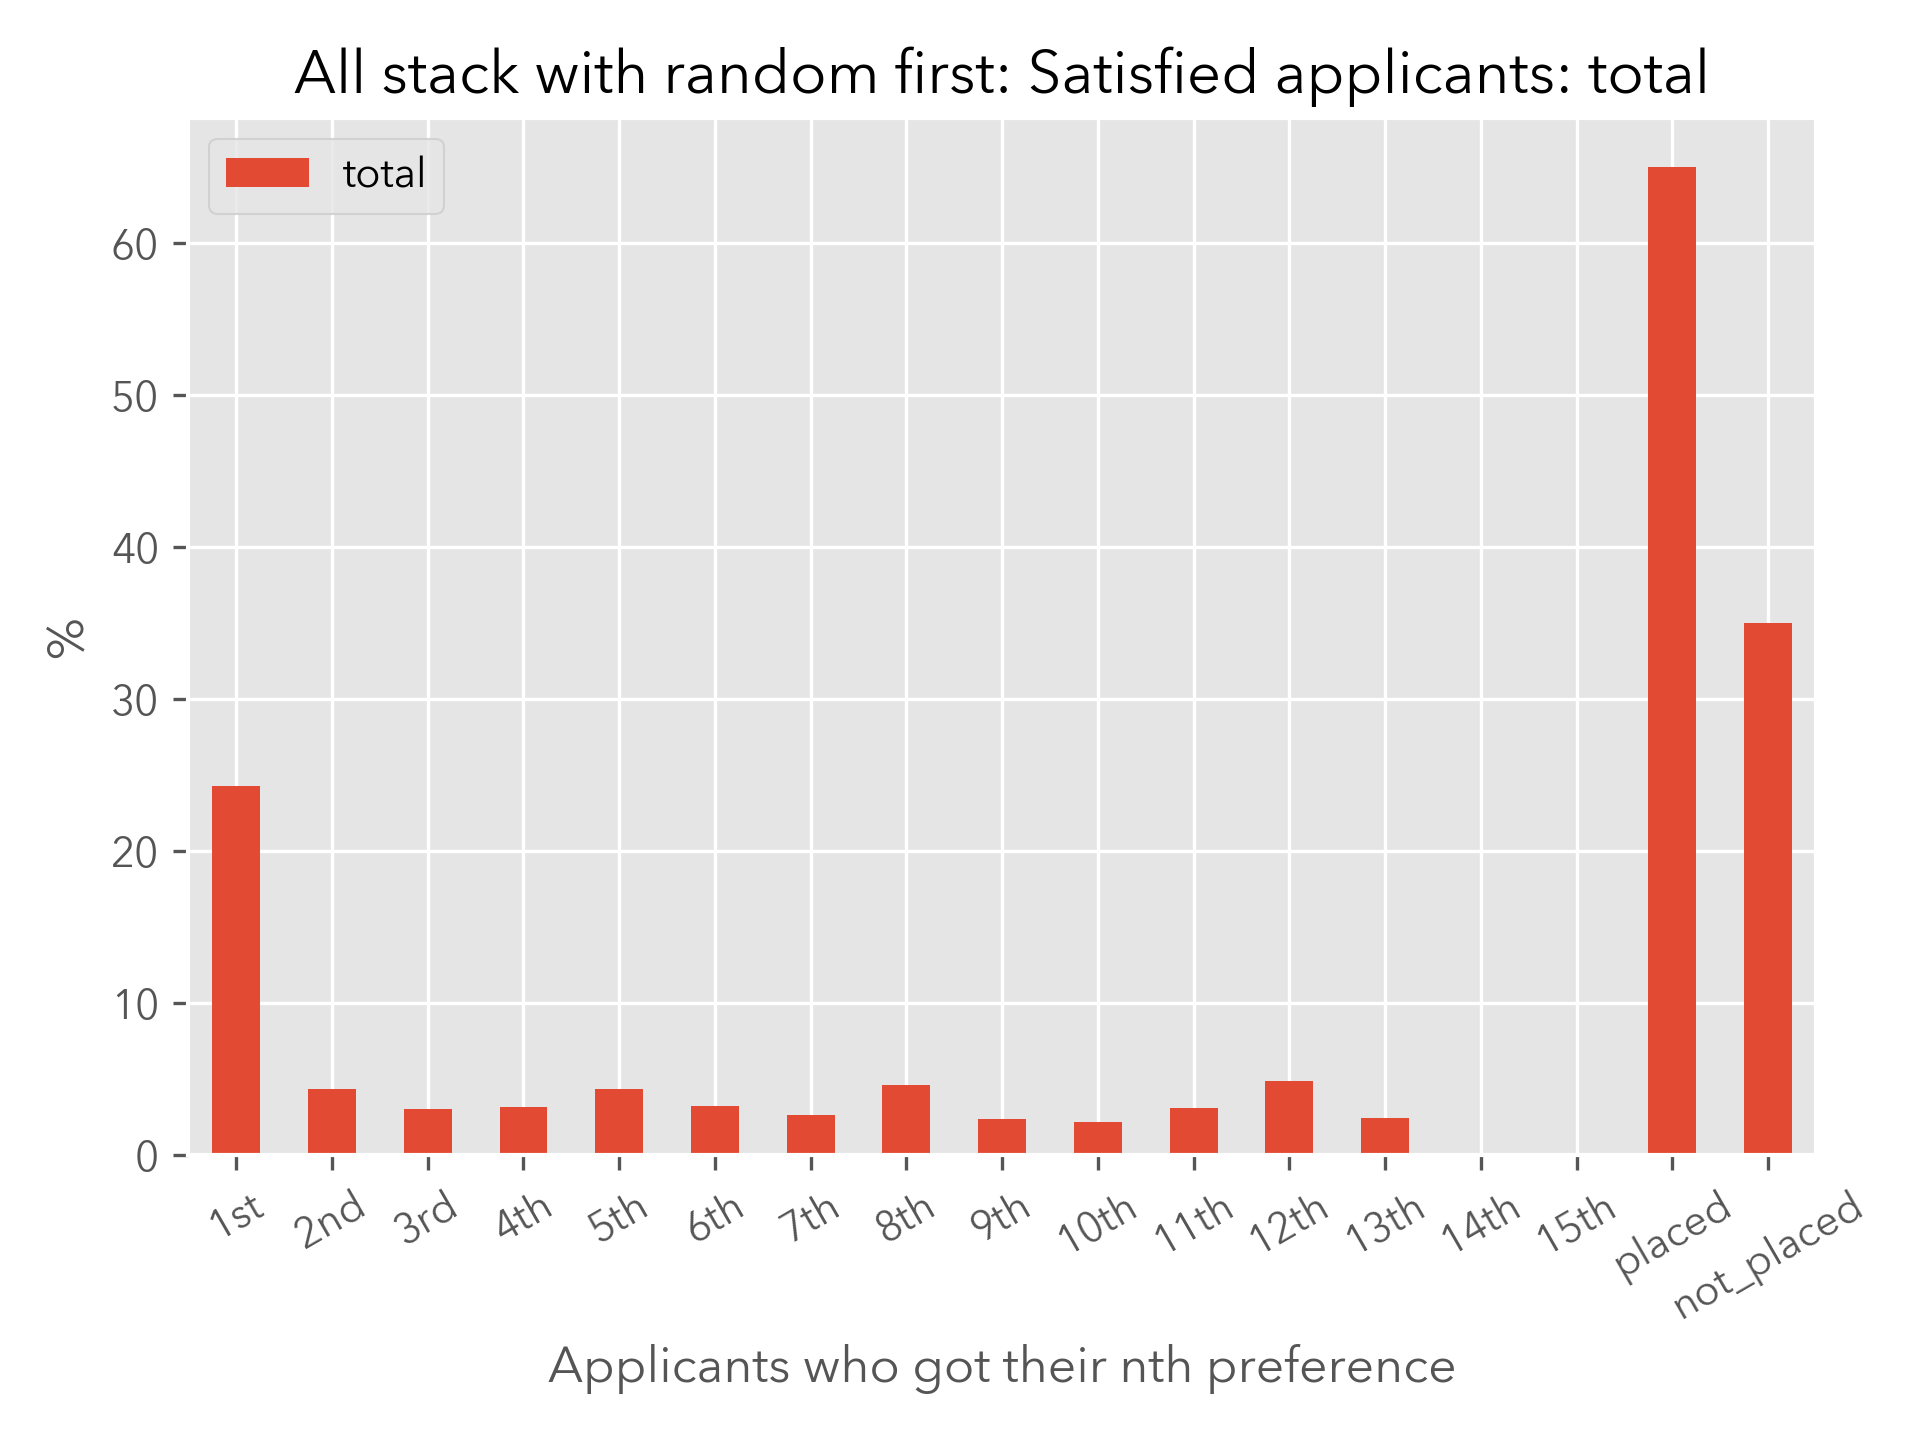 All stack with random first: Satisfied applicants: total
total
60
50
40
30
20
10
0
%
1st
2nd
3rd
4th
5th
6th
7th
8th
9th
10th
11th
12th
13th
14th
15th
placed
not_placed
Applicants who got their nth preference